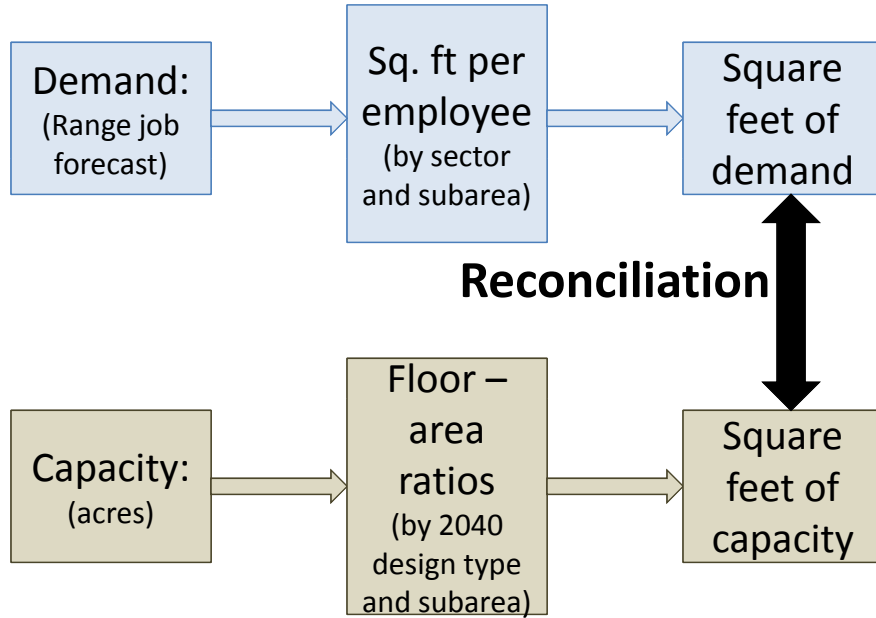 Demand:
(Range job
forecast)
Sq. ft per
employee
(by sector
and subarea)
Square
feet of
demand
Reconciliation
Capacity:
(acres)
Floor –
area
ratios
(by 2040
design type
and subarea)
Square
feet of
capacity